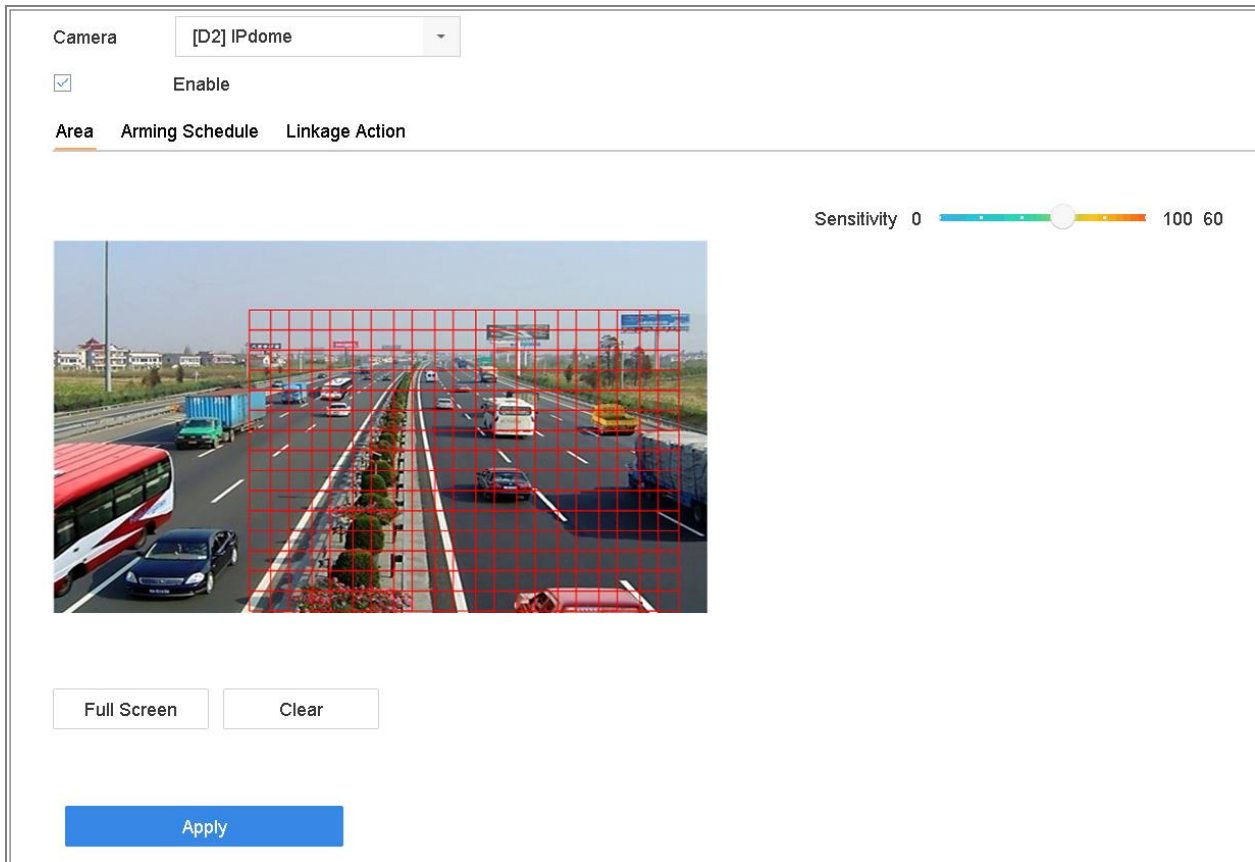 Camera [D2] IPdome
Enable
Area Arming Schedule Linkage Action
Sensitivity 0 100 60
Full Screen Clear
Apply